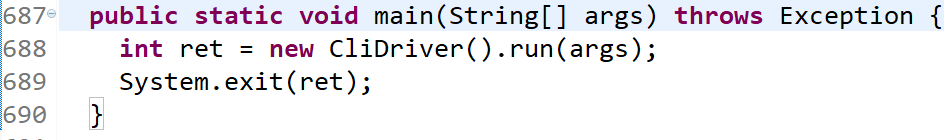 687 public static void main(String[] args) throws Exception {
688 int ret = new CliDriver().run(args);
689 System.exit(ret);
690 }